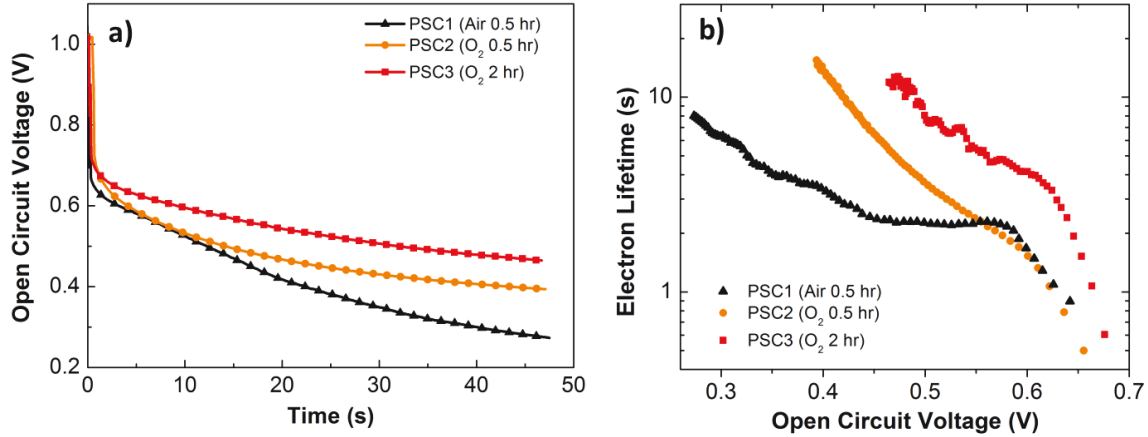 a)
PSC1 (Air 0.5 hr)
PSC2 (O₂ 0.5 hr)
PSC3 (O₂ 2 hr)
Open Circuit Voltage (V)
1.0
0.8
0.6
0.4
0.2
0 10 20 30 40 50
Time (s)
b)
Electron Lifetime (s)
10
1
PSC1 (Air 0.5 hr)
PSC2 (O₂ 0.5 hr)
PSC3 (O₂ 2 hr)
0.3 0.4 0.5 0.6 0.7
Open Circuit Voltage (V)